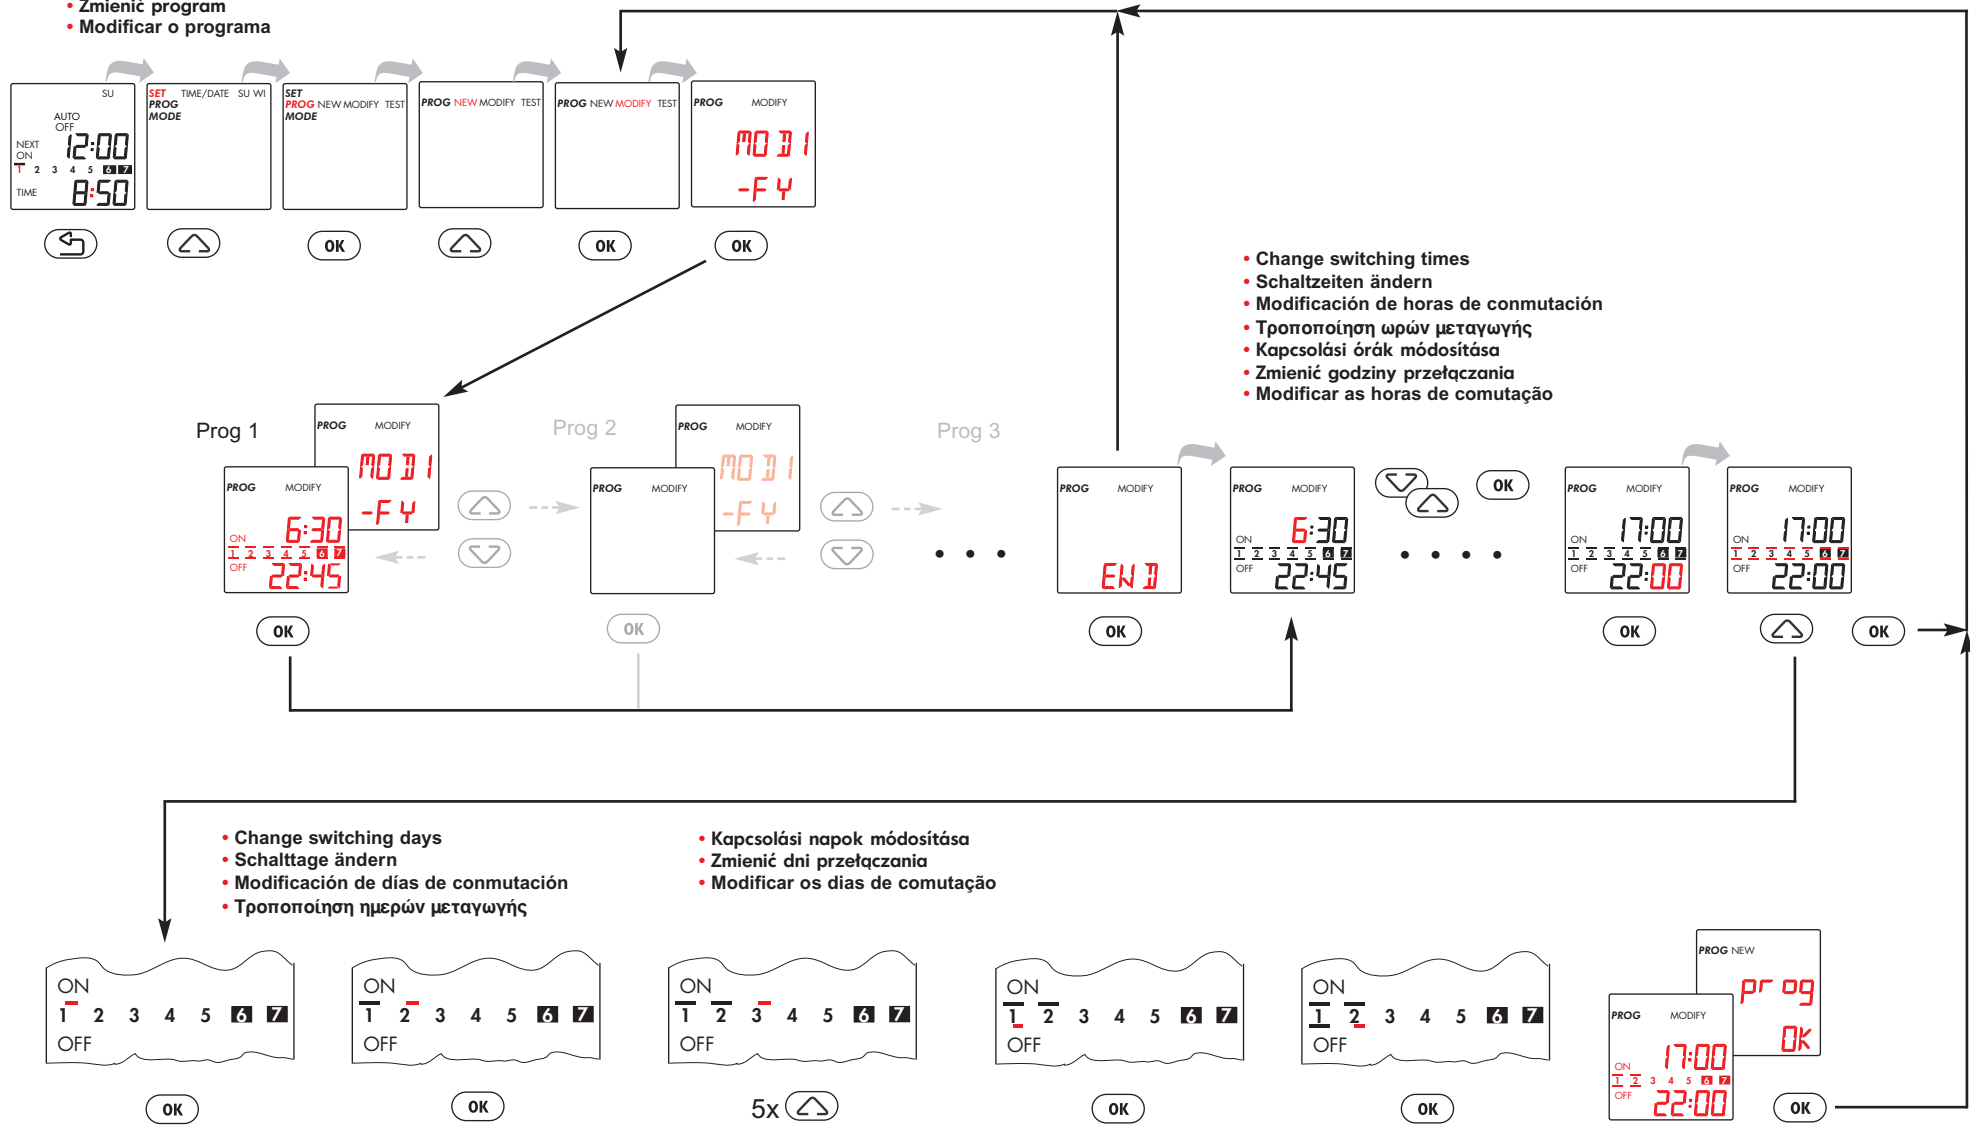 • Zmienić program
• Modificar o programa
SU
AUTO
OFF
NEXT
ON
12:00
1 2 3 4 5 6 7
TIME
8:50
SET TIME/DATE SU WI
PROG
MODE
SET
PROG NEW MODIFY TEST
MODE
PROG NEW MODIFY TEST
PROG NEW MODIFY TEST
PROG MODIFY
MODI
-FY
OK
OK
OK
• Change switching times
• Schaltzeiten ändern
• Modificación de horas de conmutación
• Τροποποίηση ωρών μεταγωγής
• Kapcsolási órák módosítása
• Zmienić godziny przełączania
• Modificar as horas de comutação
Prog 1
PROG MODIFY
MODI
-FY
PROG MODIFY
6:30
ON
1 2 3 4 5 6 7
OFF
22:45
OK
Prog 2
PROG MODIFY
MODI
-FY
PROG MODIFY
OK
Prog 3
PROG MODIFY
END
OK
PROG MODIFY
6:30
ON
1 2 3 4 5 6 7
OFF
22:45
OK
PROG MODIFY
17:00
ON
1 2 3 4 5 6 7
OFF
22:00
OK
PROG MODIFY
17:00
ON
1 2 3 4 5 6 7
OFF
22:00
OK
• Change switching days
• Schalttage ändern
• Modificación de días de conmutación
• Τροποποίηση ημερών μεταγωγής
• Kapcsolási napok módosítása
• Zmienić dni przełączania
• Modificar os dias de comutação
ON
1 2 3 4 5 6 7
OFF
OK
ON
1 2 3 4 5 6 7
OFF
OK
ON
1 2 3 4 5 6 7
OFF
5x
ON
1 2 3 4 5 6 7
OFF
OK
ON
1 2 3 4 5 6 7
OFF
OK
PROG NEW
Prog
OK
PROG MODIFY
17:00
ON
1 2 3 4 5 6 7
OFF
22:00
OK